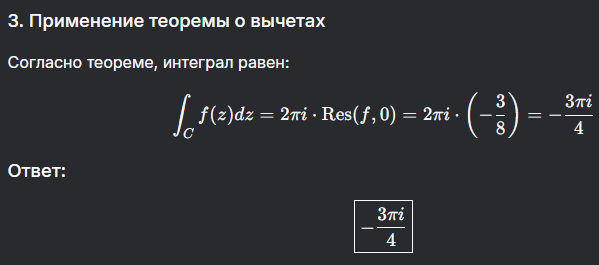 3. Применение теоремы о вычетах
Согласно теореме, интеграл равен:
∫_C f(z)dz = 2πi · Res(f, 0) = 2πi · (−3/8) = −3πi/4
Ответ:
−3πi/4